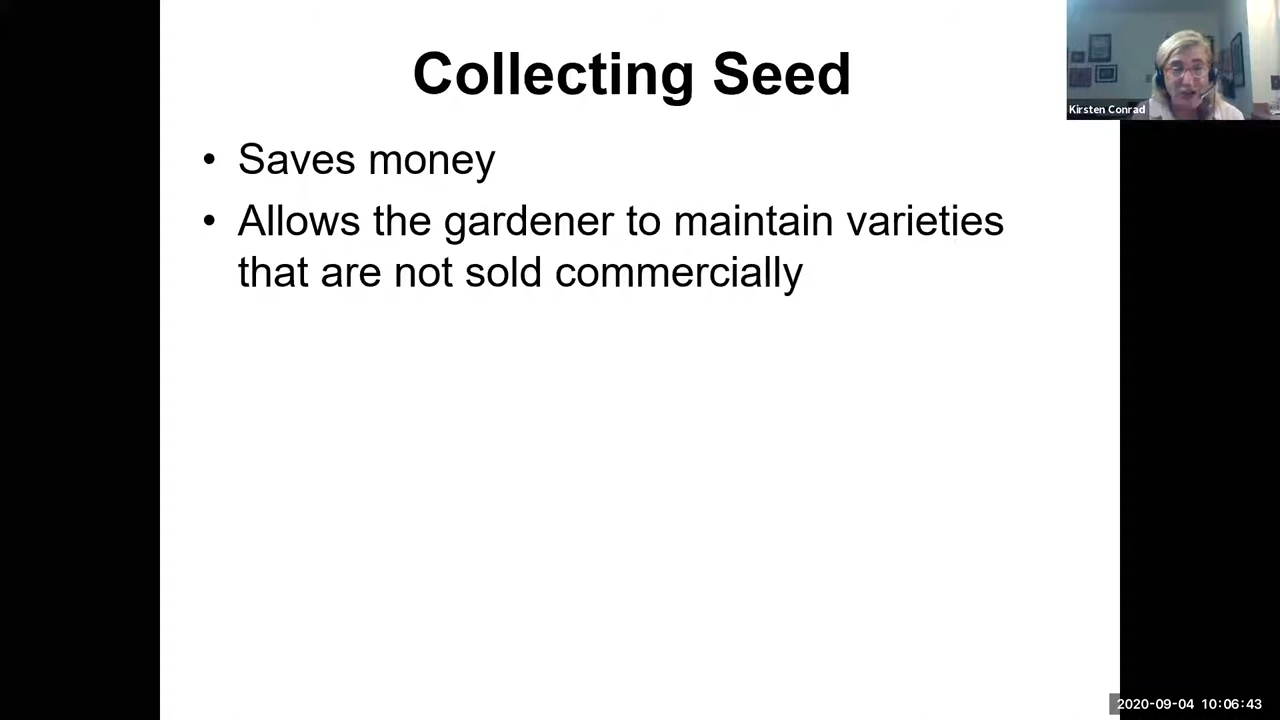 Collecting Seed
Kirsten Conrad
• Saves money
• Allows the gardener to maintain varieties
that are not sold commercially
2020-09-04 10:06:43